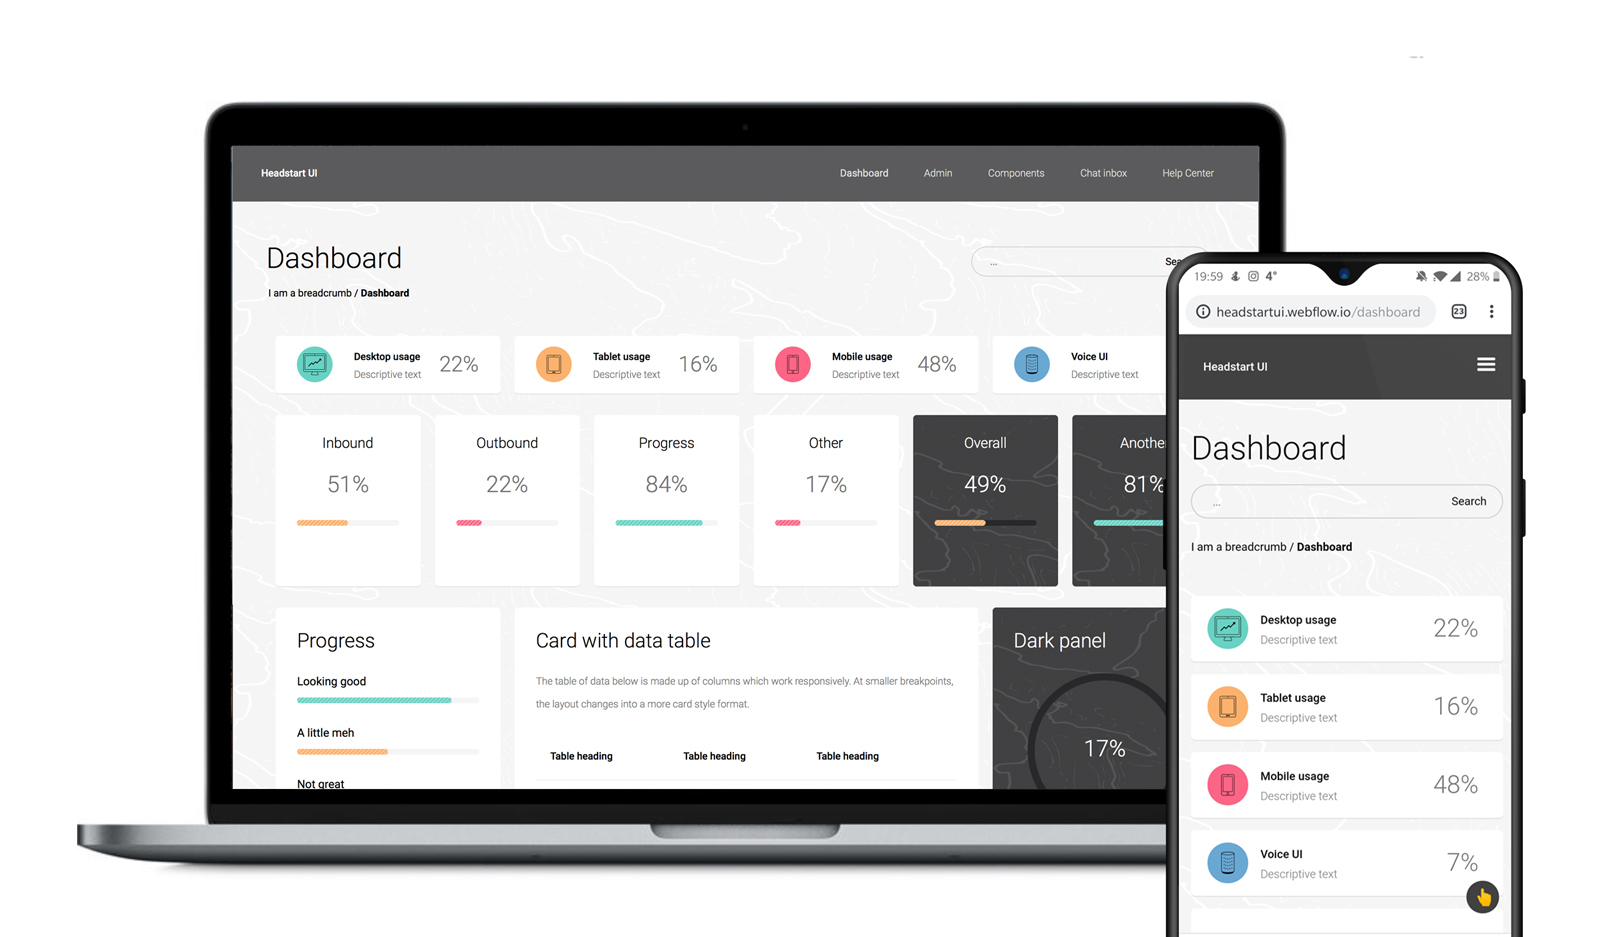 Headstart UI
Dashboard Admin Components Chat inbox Help Center
Dashboard
...
I am a breadcrumb / Dashboard
Desktop usage
Descriptive text
22%
Tablet usage
Descriptive text
16%
Mobile usage
Descriptive text
48%
Voice UI
Descriptive text
Inbound
51%
Outbound
22%
Progress
84%
Other
17%
Overall
49%
81%
Progress
Looking good
A little meh
Not great
Card with data table
The table of data below is made up of columns which work responsively. At smaller breakpoints,
the layout changes into a more card style format.
Table heading Table heading Table heading
Dark panel
17%
19:59 4° 28%
headstartui.webflow.io/dashboard 23
Headstart UI
Dashboard
... Search
I am a breadcrumb / Dashboard
Desktop usage
Descriptive text
22%
Tablet usage
Descriptive text
16%
Mobile usage
Descriptive text
48%
Voice UI
Descriptive text
7%